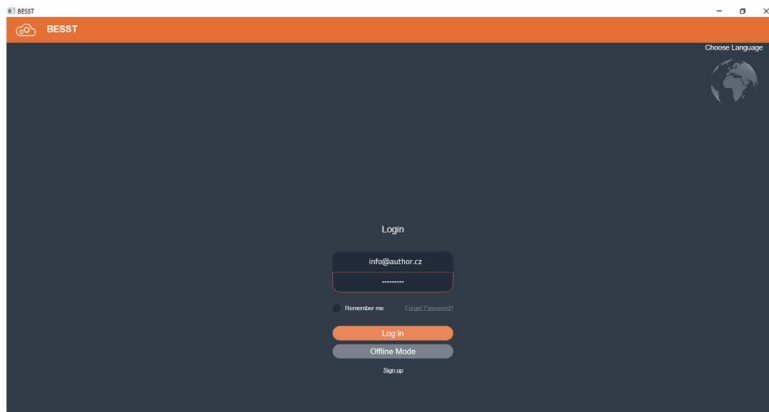 BESST
BESST
Choose Language
Login
info@author.cz
Remember me Forgot Password?
Log in
Offline Mode
Sign up